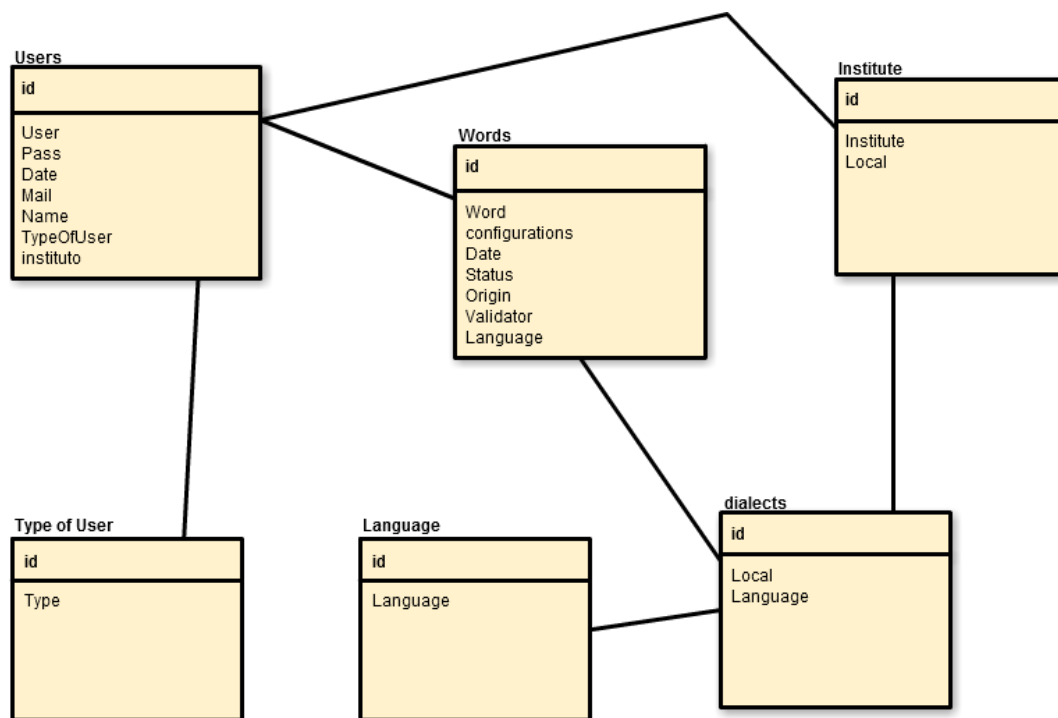 Users
id
User
Pass
Date
Mail
Name
TypeOfUser
instituto
Words
id
Word
configurations
Date
Status
Origin
Validator
Language
Institute
id
Institute
Local
Type of User
id
Type
Language
id
Language
dialects
id
Local
Language